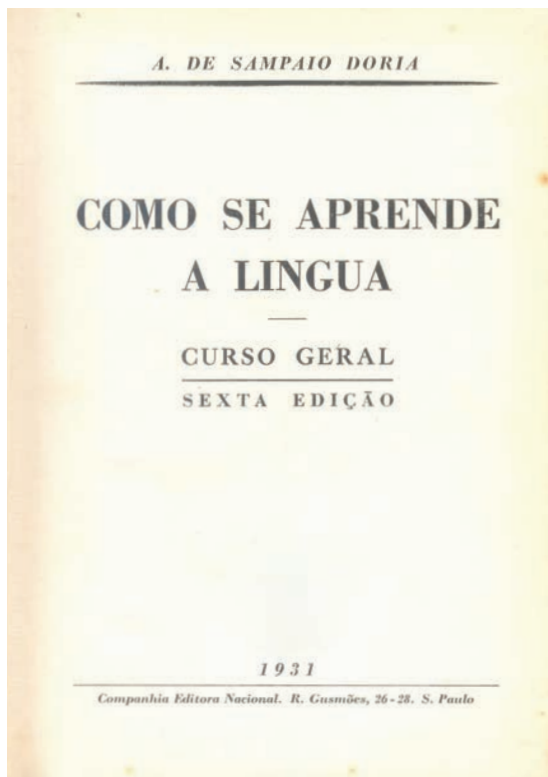 A. DE SAMPAIO DORIA
COMO SE APRENDE
A LINGUA
CURSO GERAL
SEXTA EDIÇÃO
1931
Companhia Editora Nacional. R. Gusmões, 26-28. S. Paulo